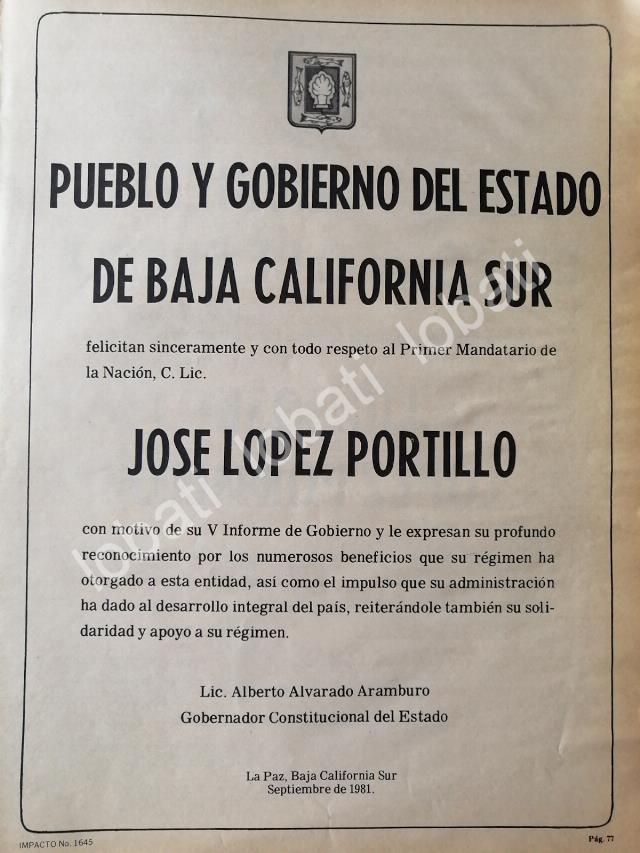 PUEBLO Y GOBIERNO DEL ESTADO
DE BAJA CALIFORNIA SUR
felicitan sinceramente y con todo respeto al Primer Mandatario de
la Nación, C. Lic.
JOSE LOPEZ PORTILLO
con motivo de su V Informe de Gobierno y le expresan su profundo
reconocimiento por los numerosos beneficios que su régimen ha
otorgado a esta entidad, así como el impulso que su administración
ha dado al desarrollo integral del país, reiterándole también su soli-
daridad y apoyo a su régimen.
Lic. Alberto Alvarado Aramburo
Gobernador Constitucional del Estado
La Paz, Baja California Sur
Septiembre de 1981.
IMPACTO No. 1645
Pág. 77
lobati lobati lobati lobati